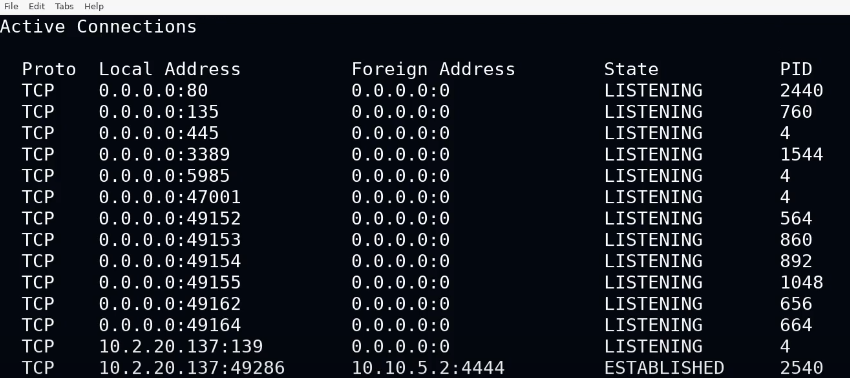 File Edit Tabs Help
Active Connections
Proto Local Address Foreign Address State PID
TCP 0.0.0.0:80 0.0.0.0:0 LISTENING 2440
TCP 0.0.0.0:135 0.0.0.0:0 LISTENING 760
TCP 0.0.0.0:445 0.0.0.0:0 LISTENING 4
TCP 0.0.0.0:3389 0.0.0.0:0 LISTENING 1544
TCP 0.0.0.0:5985 0.0.0.0:0 LISTENING 4
TCP 0.0.0.0:47001 0.0.0.0:0 LISTENING 4
TCP 0.0.0.0:49152 0.0.0.0:0 LISTENING 564
TCP 0.0.0.0:49153 0.0.0.0:0 LISTENING 860
TCP 0.0.0.0:49154 0.0.0.0:0 LISTENING 892
TCP 0.0.0.0:49155 0.0.0.0:0 LISTENING 1048
TCP 0.0.0.0:49162 0.0.0.0:0 LISTENING 656
TCP 0.0.0.0:49164 0.0.0.0:0 LISTENING 664
TCP 10.2.20.137:139 0.0.0.0:0 LISTENING 4
TCP 10.2.20.137:49286 10.10.5.2:4444 ESTABLISHED 2540